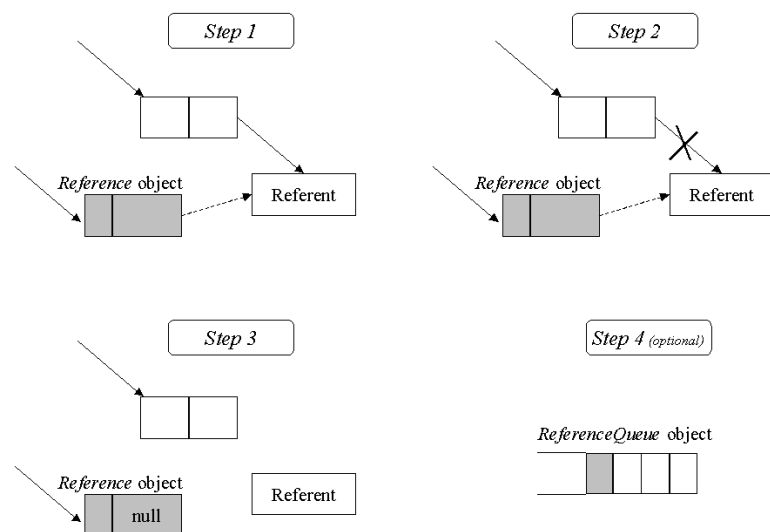 Step 1
Reference object
Referent
Step 2
Reference object
Referent
Step 3
Reference object
null
Referent
Step 4 (optional)
ReferenceQueue object